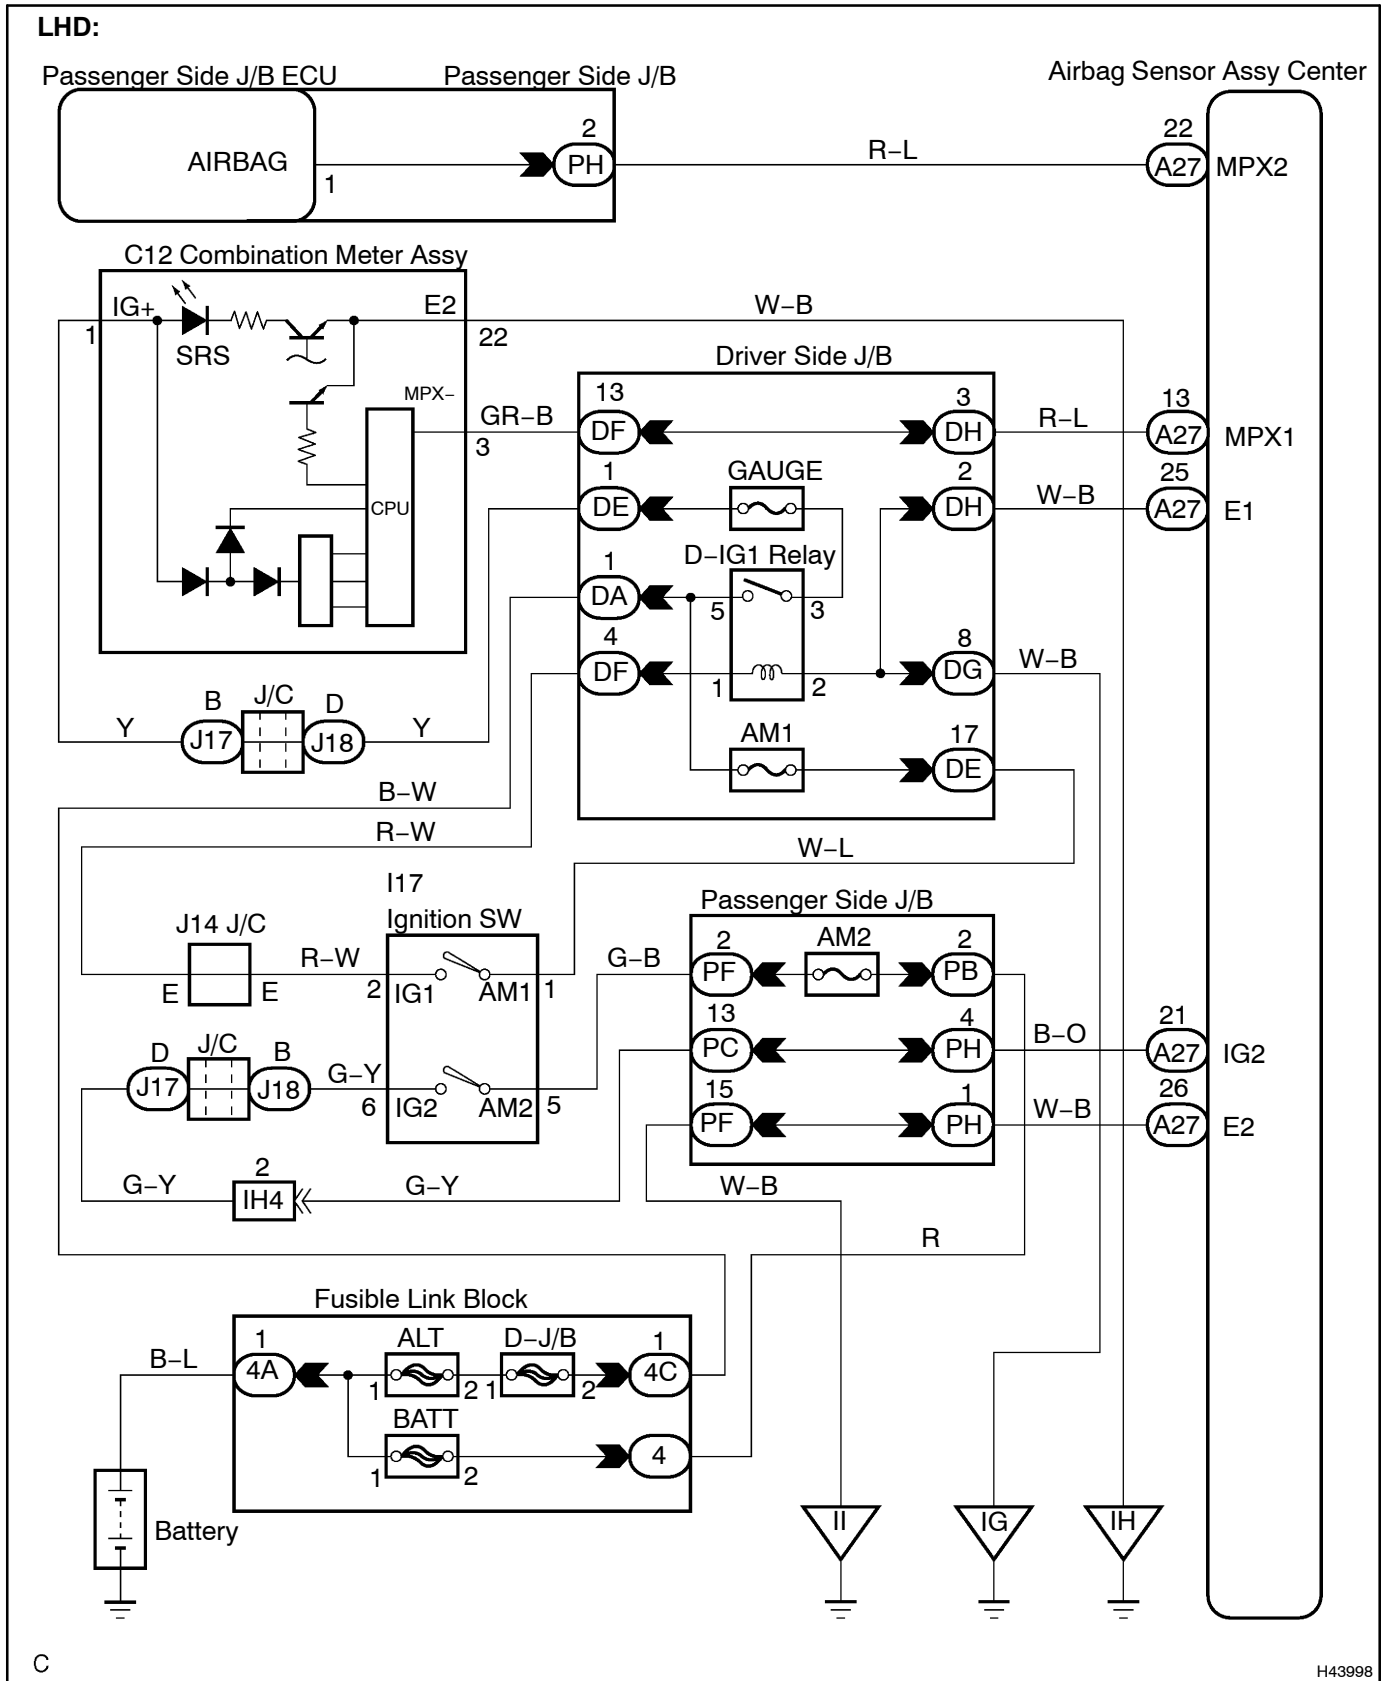 LHD:
Passenger Side J/B ECU
Passenger Side J/B
Airbag Sensor Assy Center
AIRBAG
1
2
PH
R–L
22
A27
MPX2
C12 Combination Meter Assy
IG+
1
SRS
E2
22
W–B
MPX–
3
CPU
GR–B
Driver Side J/B
13
DF
3
DH
R–L
13
A27
MPX1
1
DE
GAUGE
2
DH
W–B
25
A27
E1
D–IG1 Relay
1
DA
5
3
4
DF
1
2
8
DG
W–B
AM1
17
DE
B
J/C
D
Y
J17
J18
Y
B–W
R–W
W–L
I17
Ignition SW
J14 J/C
E
E
R–W
2
IG1
AM1
1
G–B
Passenger Side J/B
2
PF
AM2
2
PB
13
PC
4
PH
B–O
21
A27
IG2
D
J/C
B
J17
J18
G–Y
6
IG2
AM2
5
15
PF
1
PH
W–B
26
A27
E2
G–Y
2
IH4
G–Y
W–B
R
Fusible Link Block
B–L
1
4A
ALT
1
2
D–J/B
1
2
1
4C
BATT
1
2
4
Battery
II
IG
IH
C
H43998